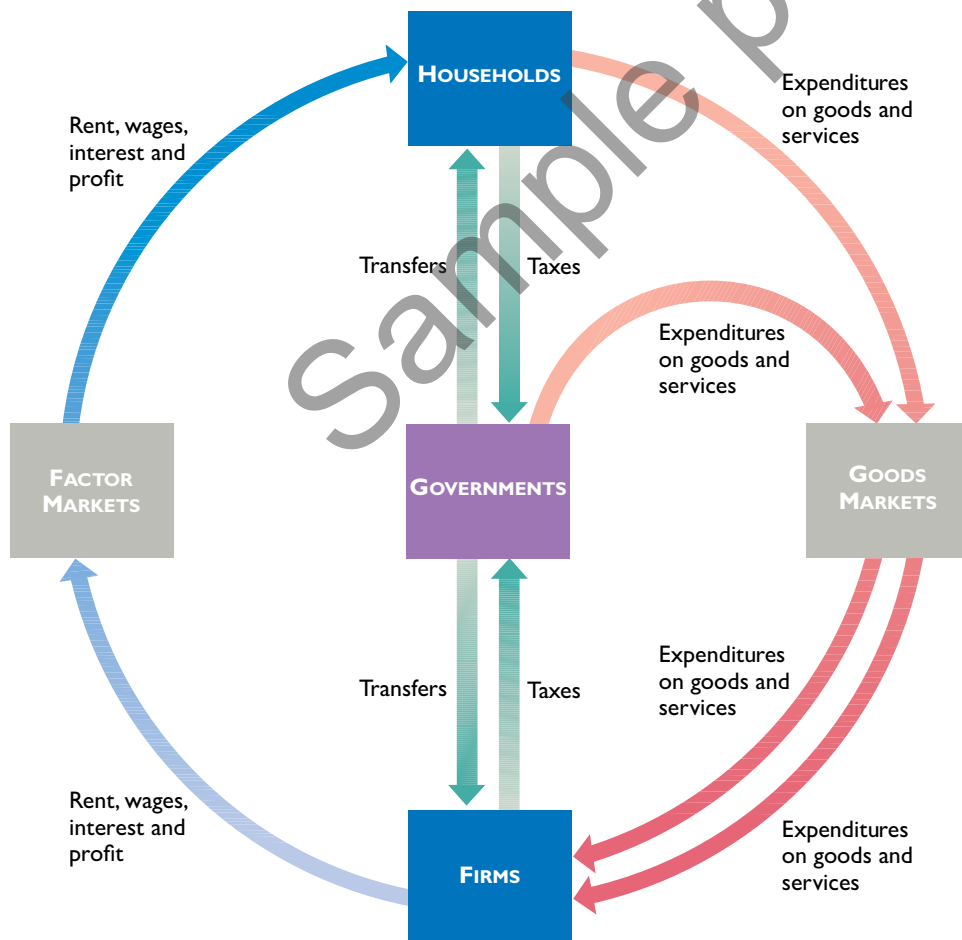 HOUSEHOLDS
Expenditures
on goods and
services
Rent, wages,
interest and
profit
Transfers
Taxes
Expenditures
on goods and
services
FACTOR
MARKETS
GOVERNMENTS
GOODS
MARKETS
Transfers
Taxes
Expenditures
on goods and
services
Rent, wages,
interest and
profit
Expenditures
on goods and
services
FIRMS
Sample p